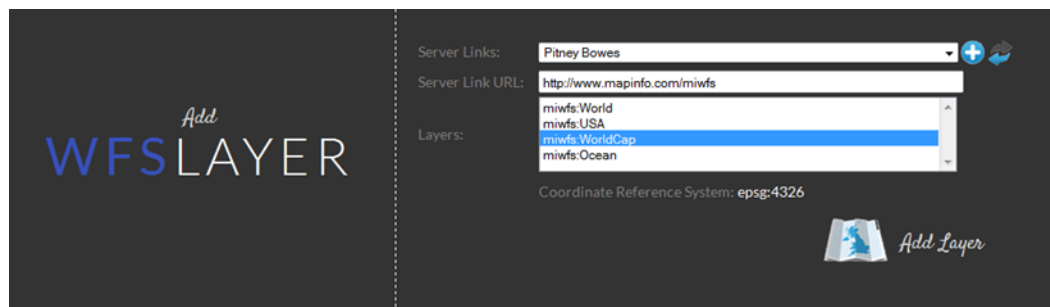 Add
WFSLAYER
Server Links: Pitney Bowes
Server Link URL: http://www.mapinfo.com/miwfs
Layers:
miwfs:World
miwfs:USA
miwfs:WorldCap
miwfs:Ocean
Coordinate Reference System: epsg:4326
Add Layer